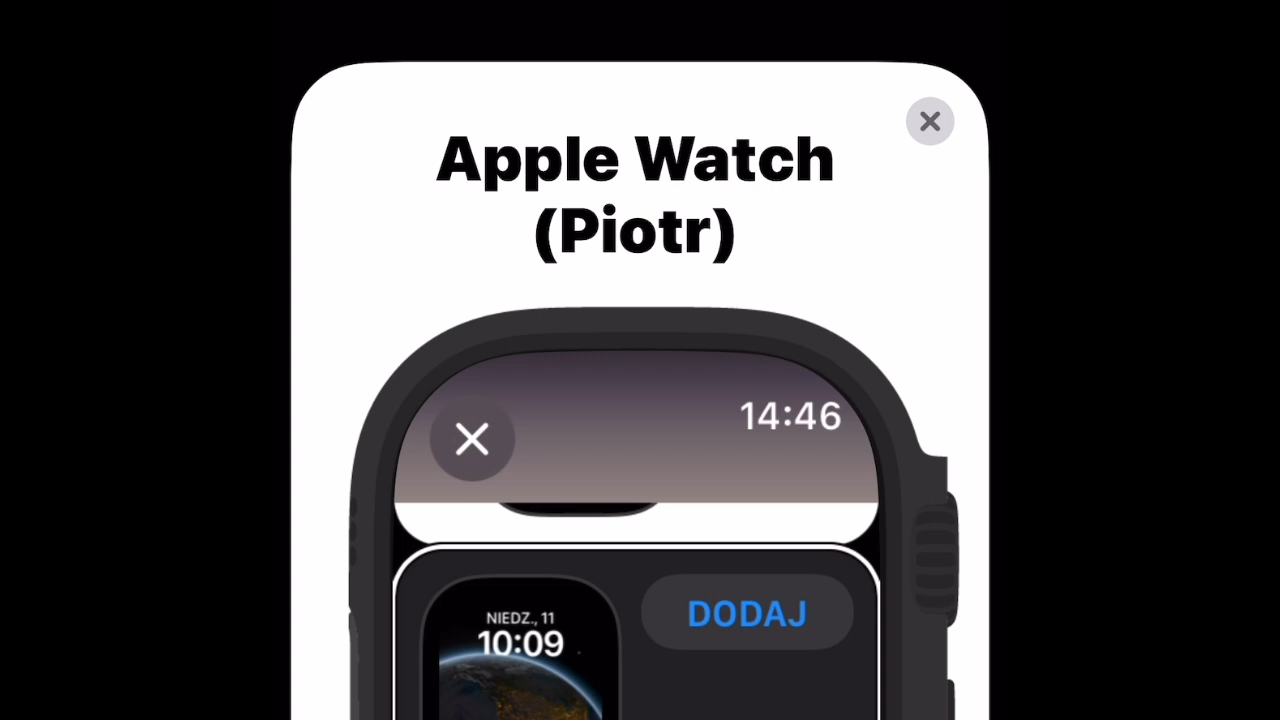 Apple Watch
(Piotr)
14:46
DODAJ
NIEDZ., 11
10:09